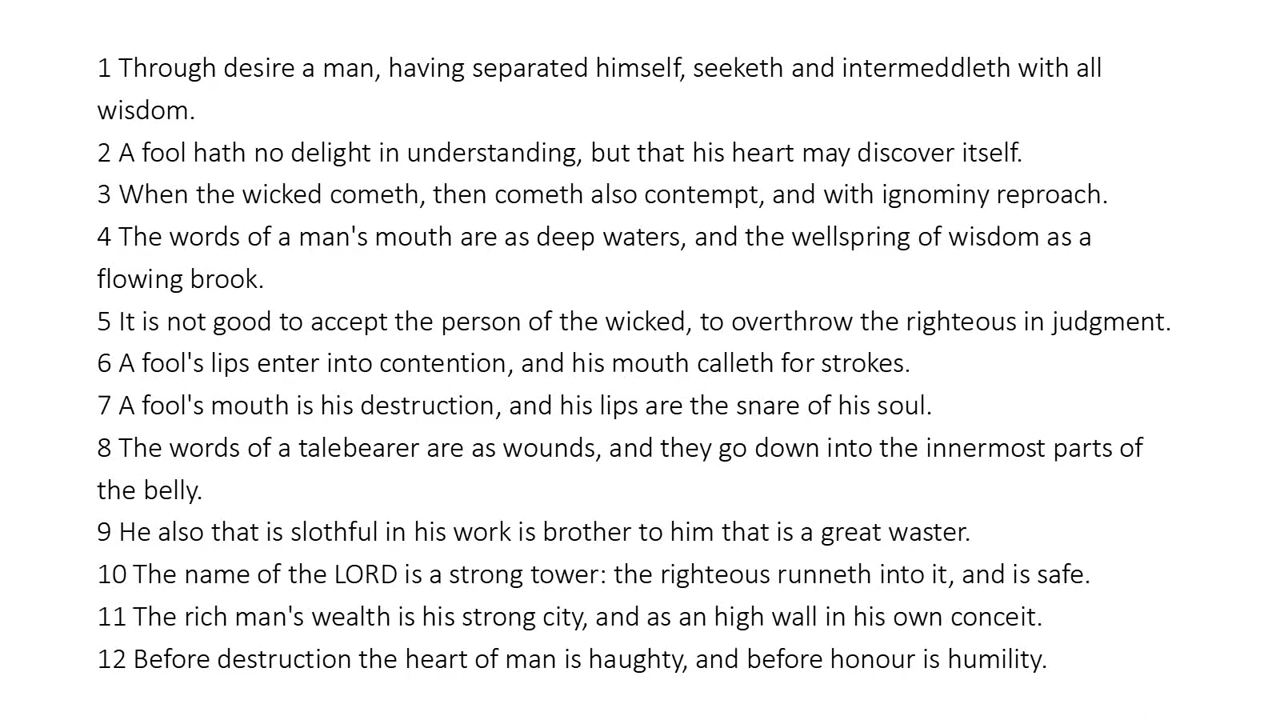 1 Through desire a man, having separated himself, seeketh and intermeddleth with all
wisdom.
2 A fool hath no delight in understanding, but that his heart may discover itself.
3 When the wicked cometh, then cometh also contempt, and with ignominy reproach.
4 The words of a man's mouth are as deep waters, and the wellspring of wisdom as a
flowing brook.
5 It is not good to accept the person of the wicked, to overthrow the righteous in judgment.
6 A fool's lips enter into contention, and his mouth calleth for strokes.
7 A fool's mouth is his destruction, and his lips are the snare of his soul.
8 The words of a talebearer are as wounds, and they go down into the innermost parts of
the belly.
9 He also that is slothful in his work is brother to him that is a great waster.
10 The name of the LORD is a strong tower: the righteous runneth into it, and is safe.
11 The rich man's wealth is his strong city, and as an high wall in his own conceit.
12 Before destruction the heart of man is haughty, and before honour is humility.